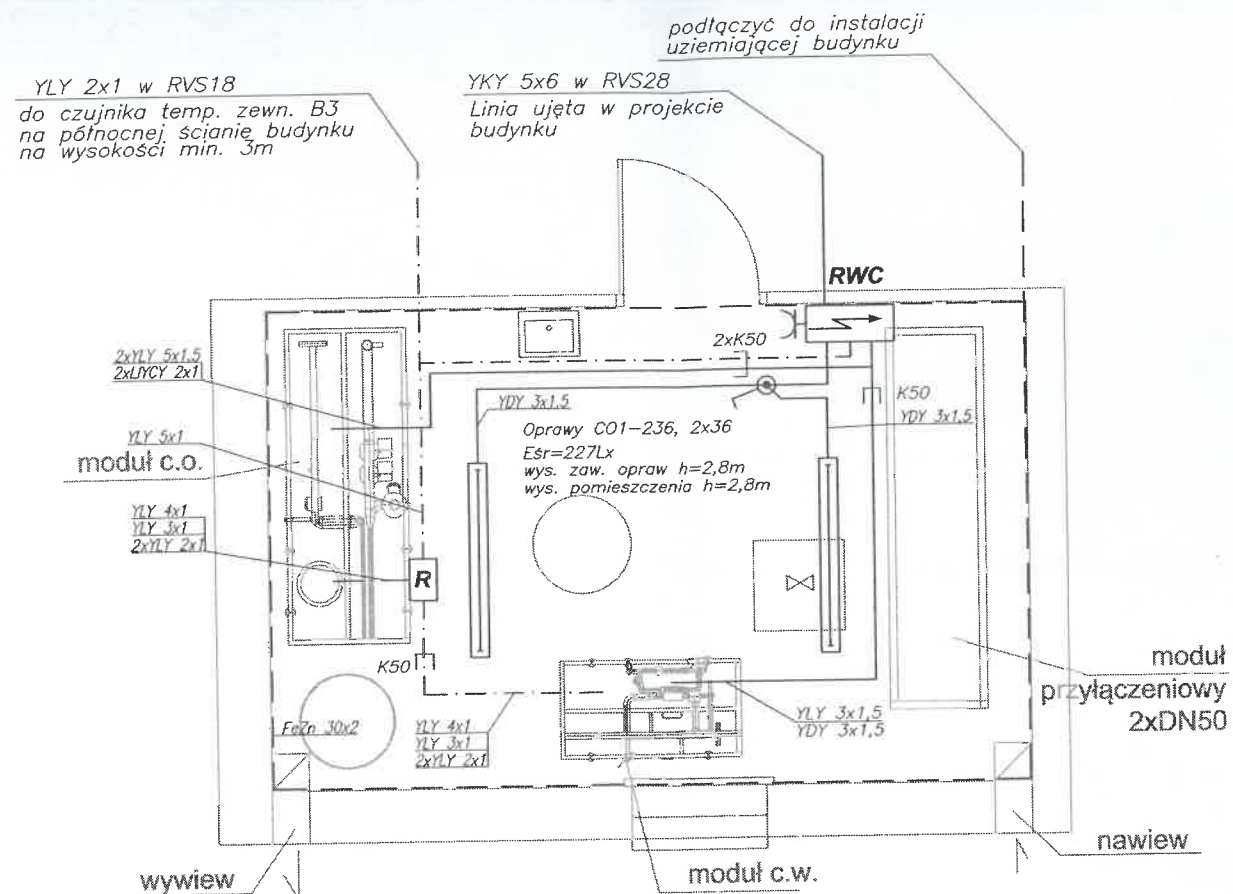 podłączyć do instalacji
uziemiającej budynku
YLY 2x1 w RVS18
do czujnika temp. zewn. B3
na północnej ścianie budynku
na wysokości min. 3m
YKY 5x6 w RVS28
Linia ujęta w projekcie
budynku
RWC
2xK50
2xYLY 5x1.5
2xLIYCY 2x1
K50
YDY 3x1,5
YDY 3x1,5
Oprawy CO1-236, 2x36
Eśr=227Lx
wys. zaw. opraw h=2,8m
wys. pomieszczenia h=2,8m
YLY 5x1
moduł c.o.
YLY 4x1
YLY 3x1
2xYLY 2x1
R
K50
moduł
przyłączeniowy
2xDN50
FeZn 30x2
YLY 4x1
YLY 3x1
2xYLY 2x1
YLY 3x1,5
YDY 3x1,5
nawiew
wywiew
moduł c.w.